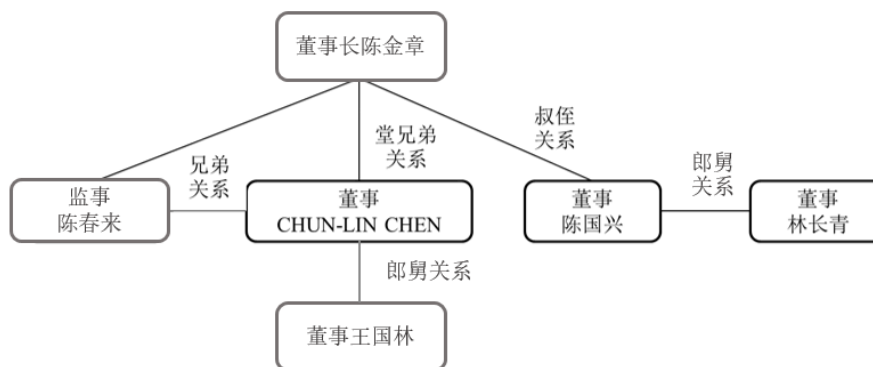 董事长陈金章
叔侄
关系
堂兄弟
关系
兄弟
关系
郎舅
关系
监事
陈春来
董事
CHUN-LIN CHEN
董事
陈国兴
董事
林长青
郎舅关系
董事王国林